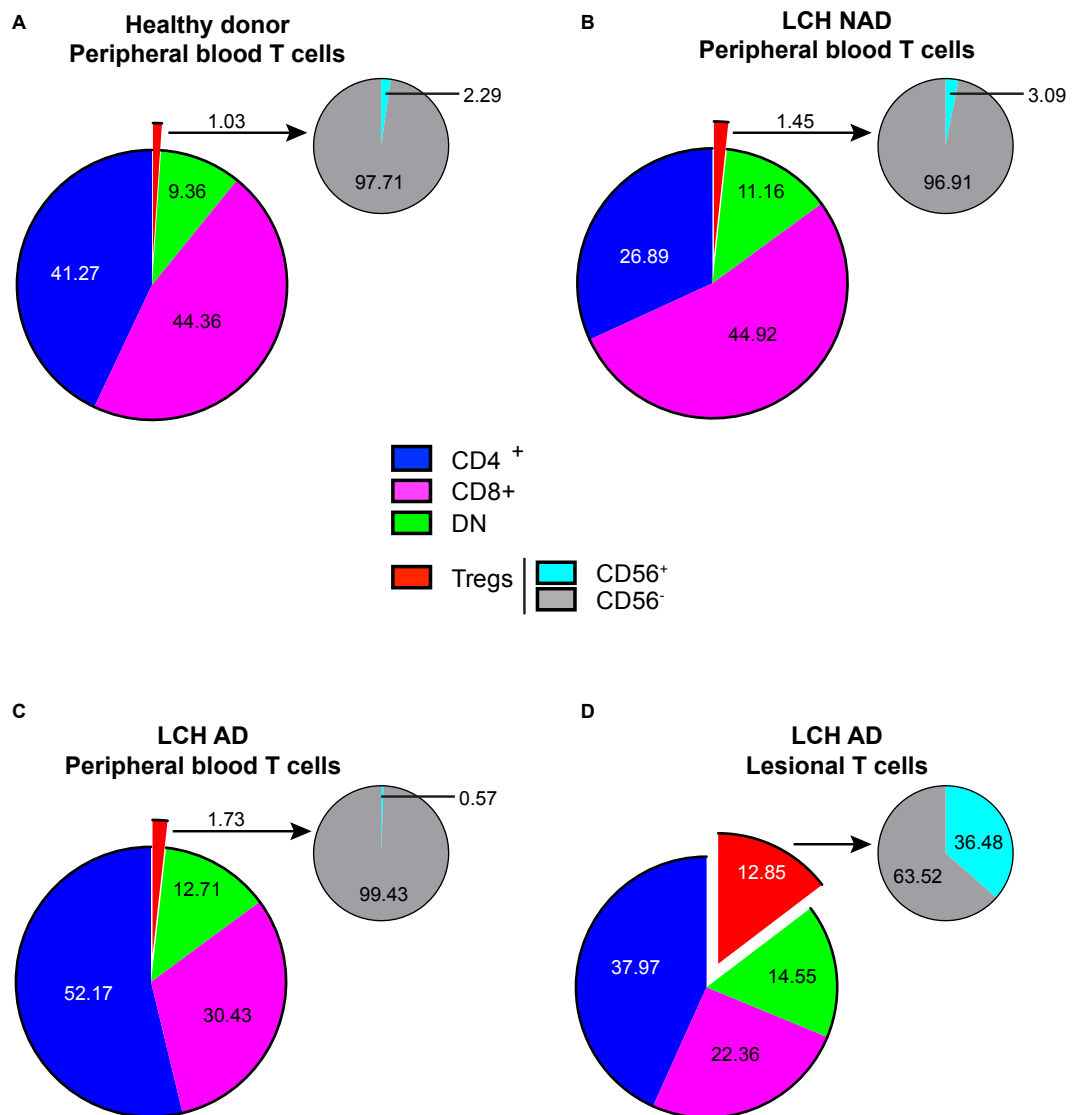 A
Healthy donor
Peripheral blood T cells
2.29
1.03
97.71
9.36
41.27
44.36
B
LCH NAD
Peripheral blood T cells
3.09
1.45
96.91
11.16
26.89
44.92
CD4 +
CD8+
DN
Tregs
CD56+
CD56-
C
LCH AD
Peripheral blood T cells
0.57
1.73
99.43
12.71
52.17
30.43
D
LCH AD
Lesional T cells
36.48
63.52
12.85
37.97
14.55
22.36